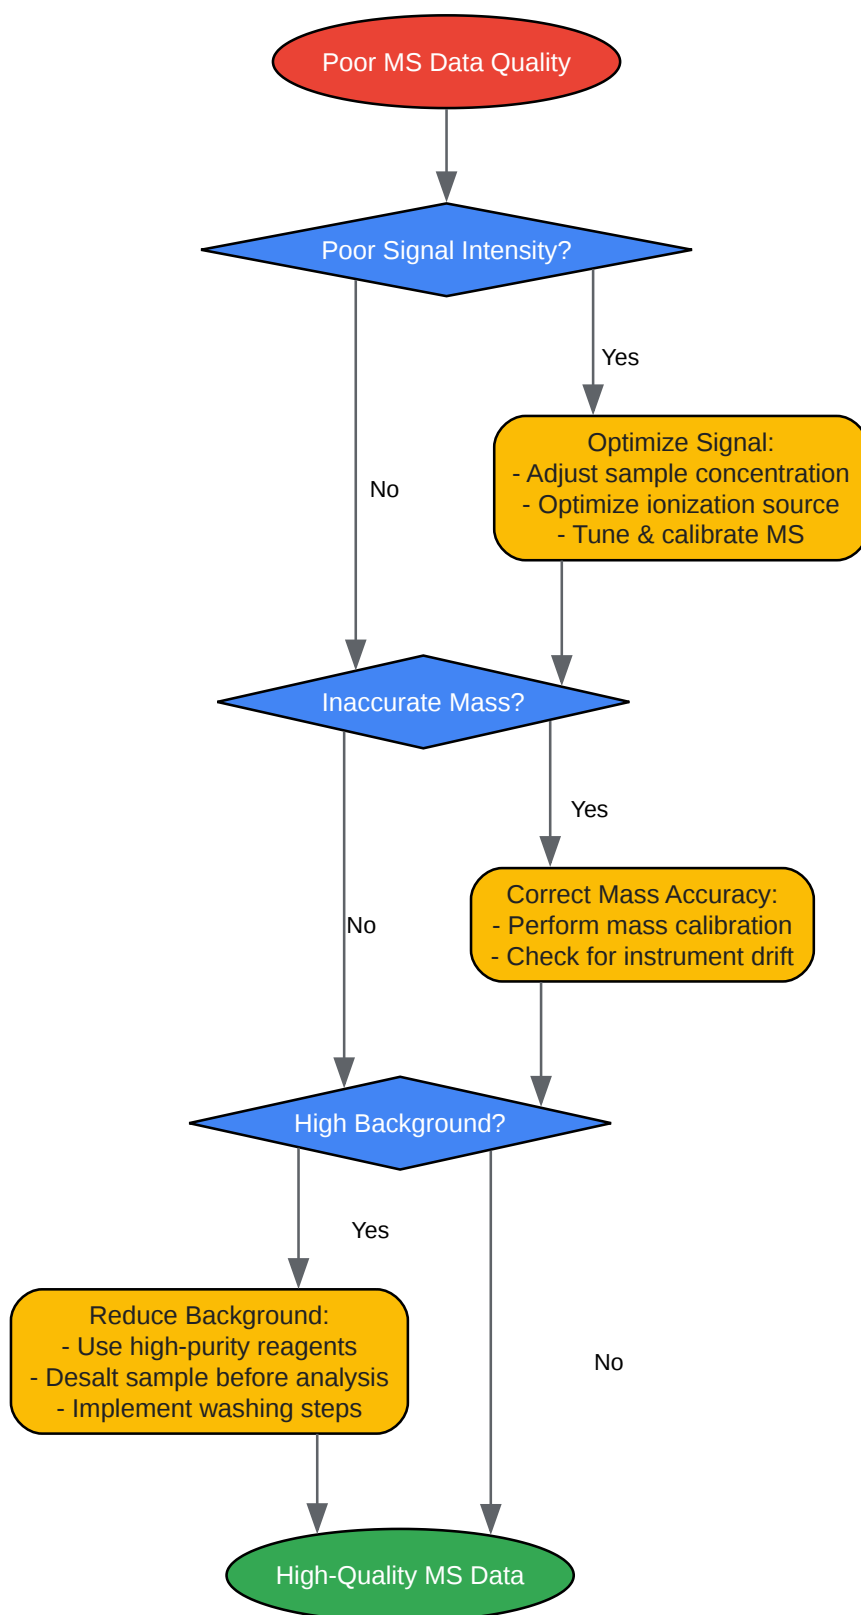 Poor MS Data Quality
Poor Signal Intensity?
Yes
No
Optimize Signal:
- Adjust sample concentration
- Optimize ionization source
- Tune & calibrate MS
Inaccurate Mass?
Yes
No
Correct Mass Accuracy:
- Perform mass calibration
- Check for instrument drift
High Background?
Yes
No
Reduce Background:
- Use high-purity reagents
- Desalt sample before analysis
- Implement washing steps
High-Quality MS Data